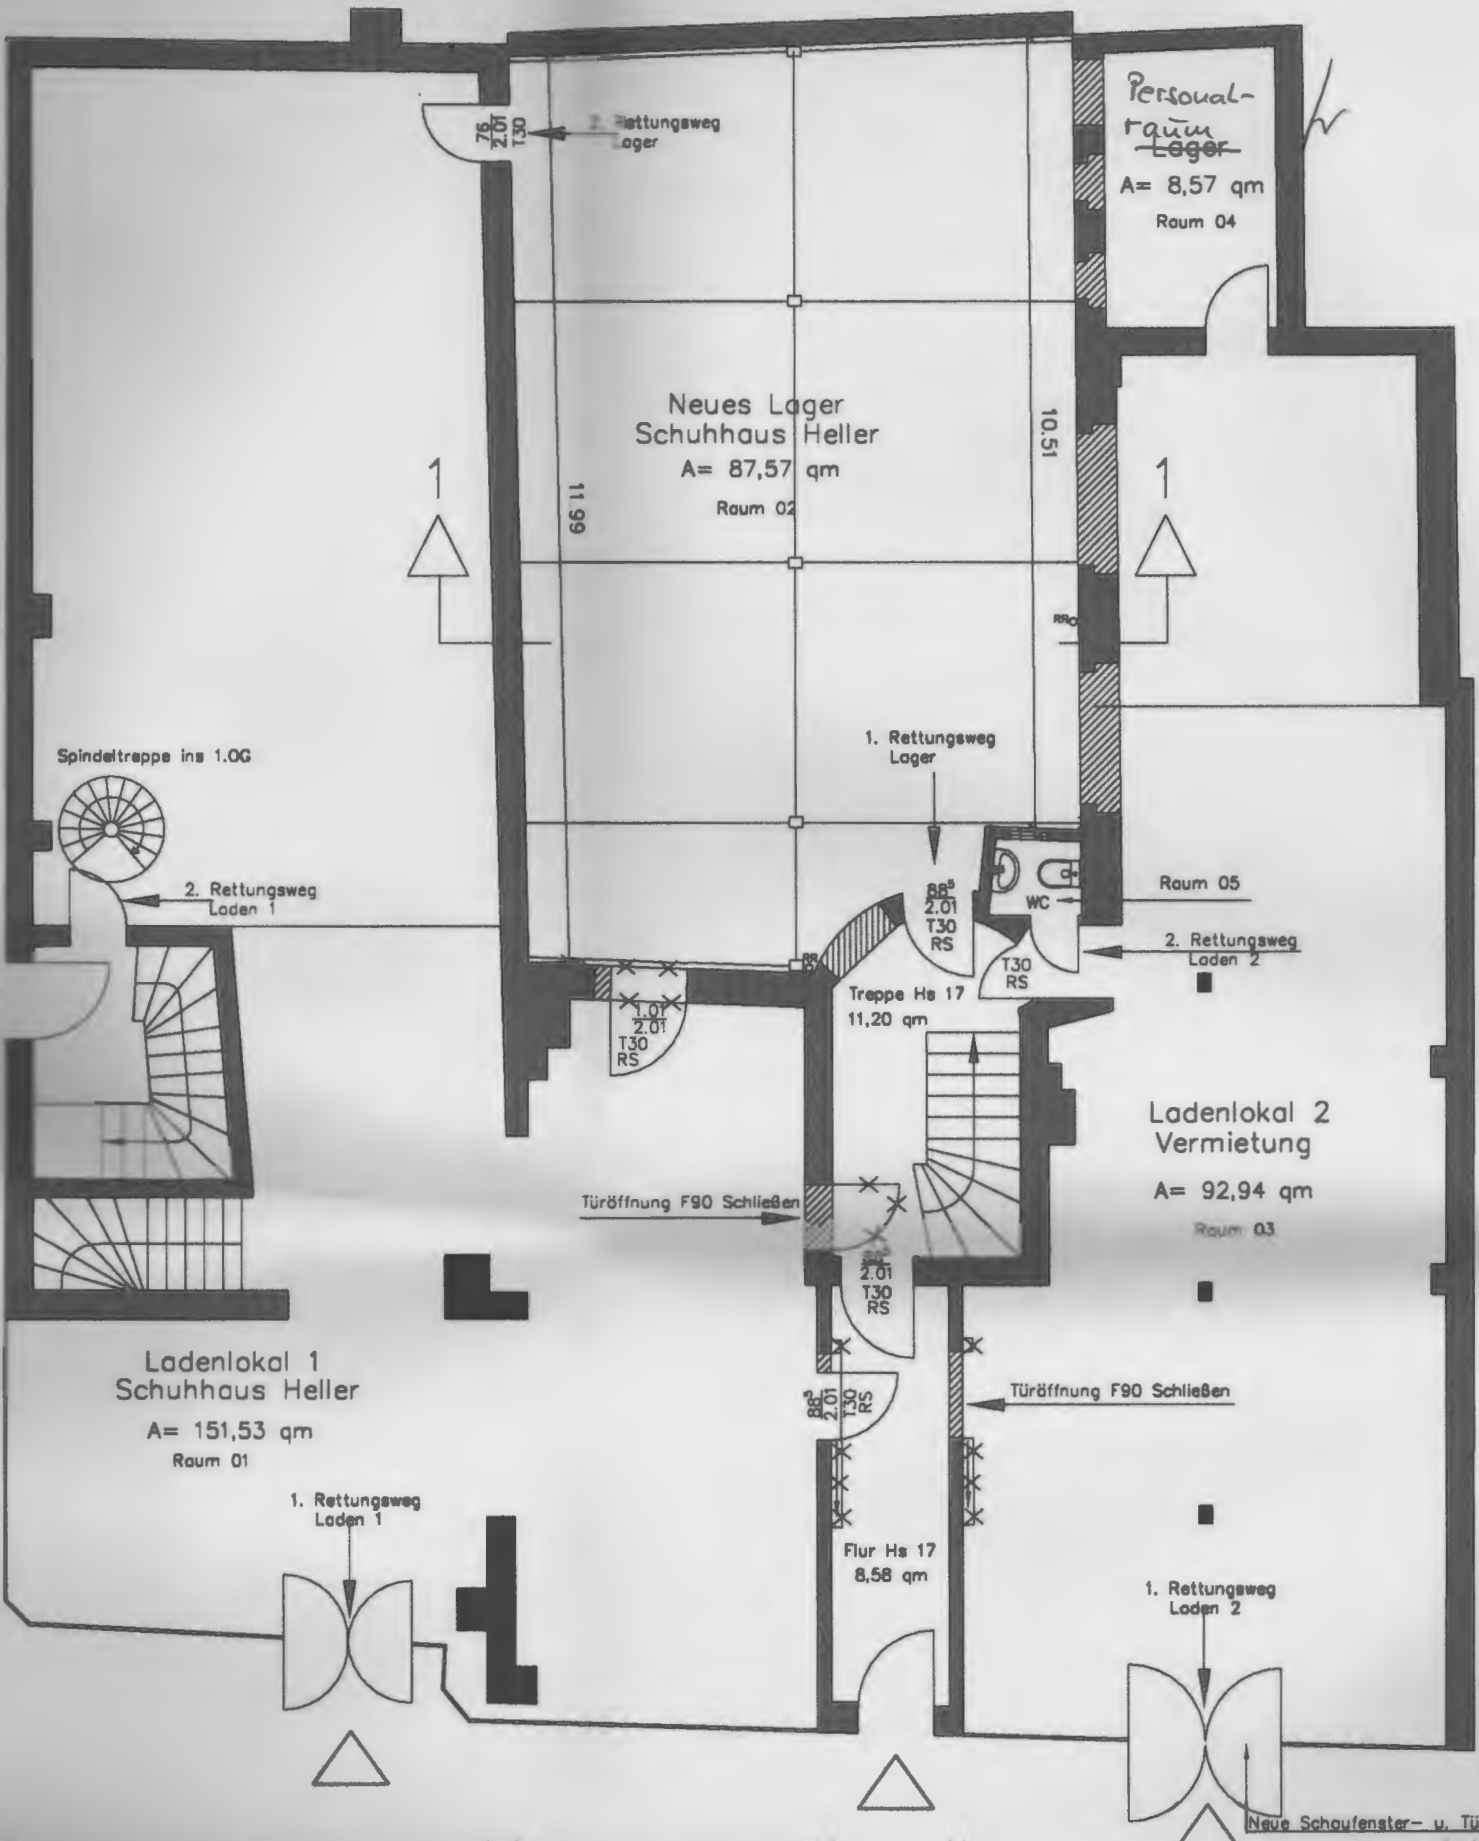 Personal-
raum
Lager
A= 8,57 qm
Raum 04
76
2.01
T30
2. Rettungsweg
Lager
Neues Lager
Schuhhaus Heller
A= 87,57 qm
Raum 02
11.99
10.51
1
1
RR
Spindeltreppe ins 1.OG
1. Rettungsweg
Lager
2. Rettungsweg
Laden 1
88⁵
2.01
T30
RS
WC
Raum 05
2. Rettungsweg
Laden 2
T30
RS
RR
Treppe Hs 17
11,20 qm
1.01
2.01
T30
RS
Ladenlokal 2
Vermietung
A= 92,94 qm
Raum 03
Türöffnung F90 Schließen
88⁵
2.01
T30
RS
Ladenlokal 1
Schuhhaus Heller
A= 151,53 qm
Raum 01
88⁵
2.01
T30
RS
Türöffnung F90 Schließen
1. Rettungsweg
Laden 1
Flur Hs 17
8,58 qm
1. Rettungsweg
Laden 2
Neue Schaufenster- u. Tü